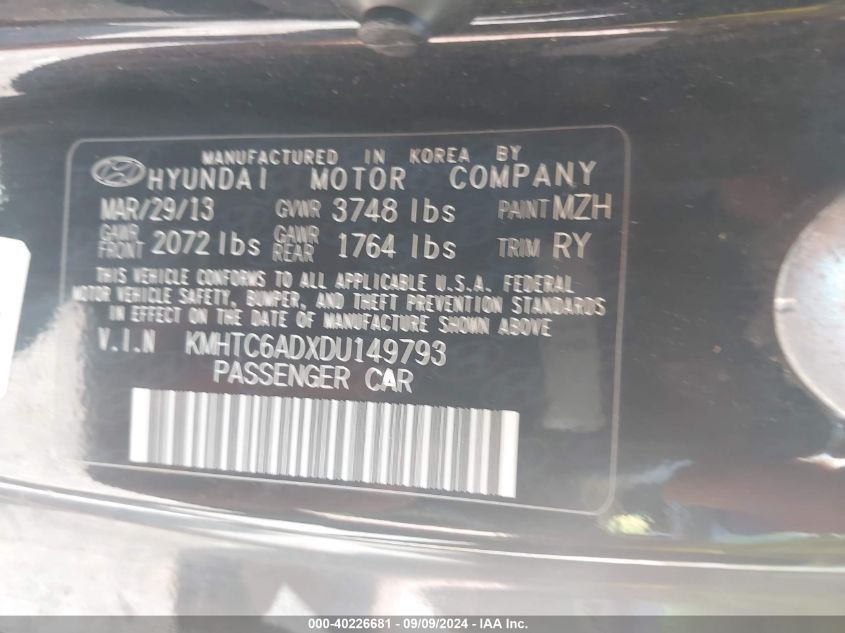 MANUFACTURED IN KOREA BY
HYUNDAI MOTOR COMPANY
MAR/29/13 GVWR 3748 lbs PAINT MZH
GAWR FRONT 2072 lbs GAWR REAR 1764 lbs TRIM RY
THIS VEHICLE CONFORMS TO ALL APPLICABLE U.S.A. FEDERAL
MOTOR VEHICLE SAFETY, BUMPER, AND THEFT PREVENTION STANDARDS
IN EFFECT ON THE DATE OF MANUFACTURE SHOWN ABOVE
V.I.N KMHTC6ADXDU149793
PASSENGER CAR
000-40226681 - 09/09/2024 - IAA Inc.